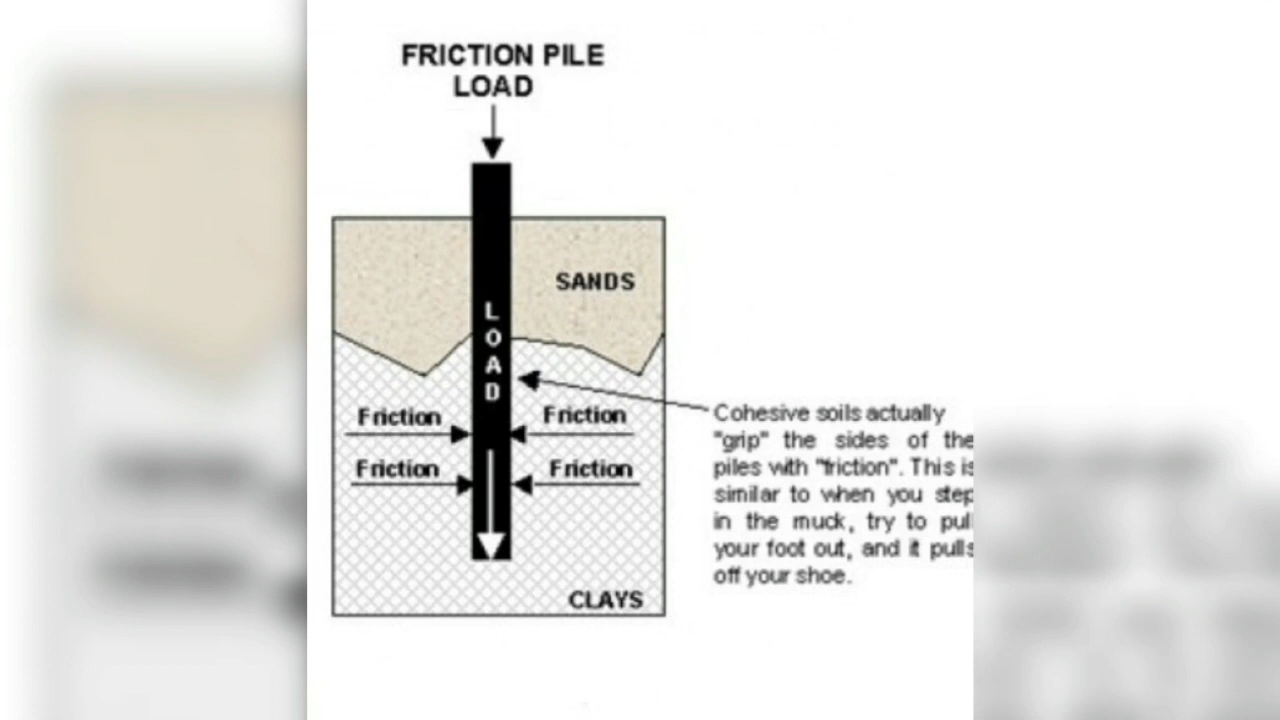 FRICTION PILE
LOAD
SANDS
L
O
A
D
Friction Friction
Friction Friction
Cohesive soils actually
"grip" the sides of the
piles with "friction". This is
similar to when you step
in the muck, try to pull
your foot out, and it pulls
off your shoe.
CLAYS